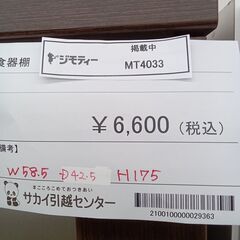 食器棚
ジモティー
掲載中
MT4033
¥6,600(税込)
備考】
W58.5 D42.5 H175
まごころこめておつきあい
サカイ引越センター
2100100000029363